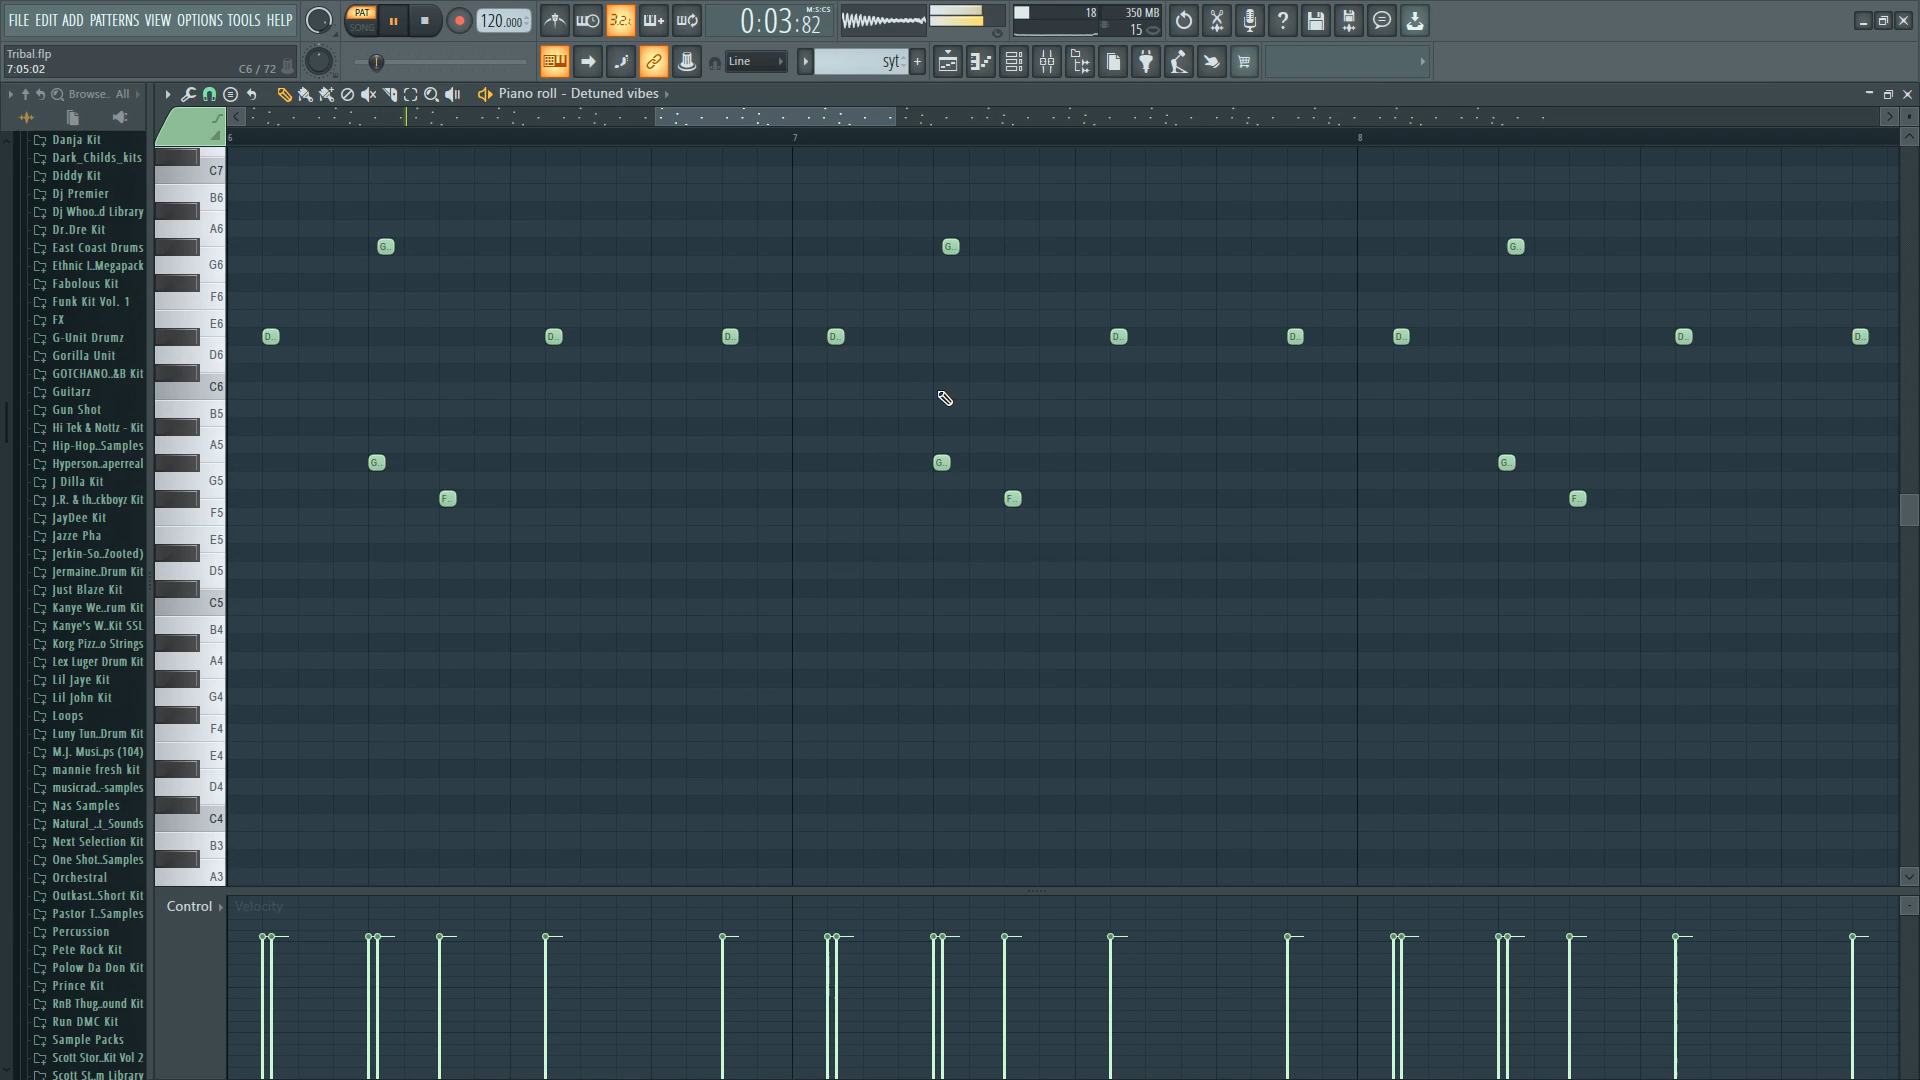 FILE EDIT ADD PATTERNS VIEW OPTIONS TOOLS HELP
PAT
SONG
120.000
3.2.
0:03:82
M:S:CS
18
350 MB
15
Tribal.flp
7:05:02
C6 / 72
Line
syt
Browse..
All
Piano roll - Detuned vibes
6
7
8
Danja Kit
Dark_Childs_kits
Diddy Kit
Dj Premier
Dj Whoo..d Library
Dr.Dre Kit
East Coast Drums
Ethnic I..Megapack
Fabolous Kit
Funk Kit Vol. 1
FX
G-Unit Drumz
Gorilla Unit
GOTCHANO..&B Kit
Guitarz
Gun Shot
Hi Tek & Nottz - Kit
Hip-Hop..Samples
Hyperson..aperreal
J Dilla Kit
J.R. & th..ckboyz Kit
JayDee Kit
Jazze Pha
Jerkin-So..Zooted)
Jermaine..Drum Kit
Just Blaze Kit
Kanye We..rum Kit
Kanye's W..Kit SSL
Korg Pizz..o Strings
Lex Luger Drum Kit
Lil Jaye Kit
Lil John Kit
Loops
Luny Tun..Drum Kit
M.J. Musi..ps (104)
mannie fresh kit
musicrad..-samples
Nas Samples
Natural_..t_Sounds
Next Selection Kit
One Shot..Samples
Orchestral
Outkast..Short Kit
Pastor T..Samples
Percussion
Pete Rock Kit
Polow Da Don Kit
Prince Kit
RnB Thug..ound Kit
Run DMC Kit
Sample Packs
Scott Stor..Kit Vol 2
Scott St..m Library
C7
B6
A6
G6
F6
E6
D6
C6
B5
A5
G5
F5
E5
D5
C5
B4
A4
G4
F4
E4
D4
C4
B3
A3
G.. G.. G..
D.. D.. D.. D.. D.. D.. D.. D.. D..
G.. G.. G..
F.. F.. F..
Control
Velocity